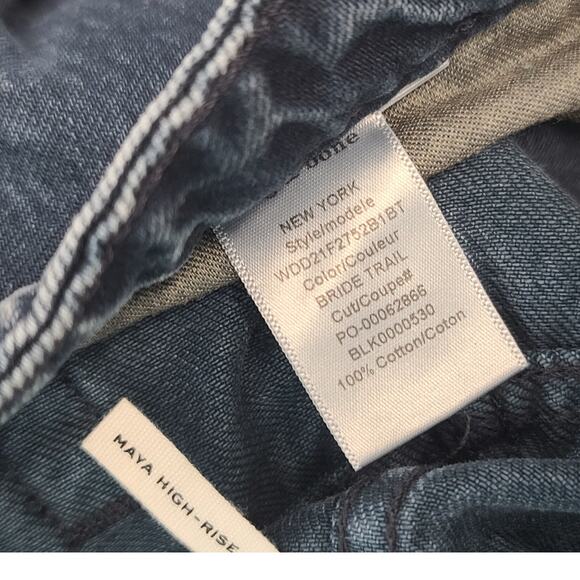 bone
NEW YORK
Style/modele
WDD21F2752B1BT
Color/Couleur
BRIDE TRAIL
Cut/Coupe#
PO-00062866
BLK0000530
100% Cotton/Coton
MAYA HIGH-RISE